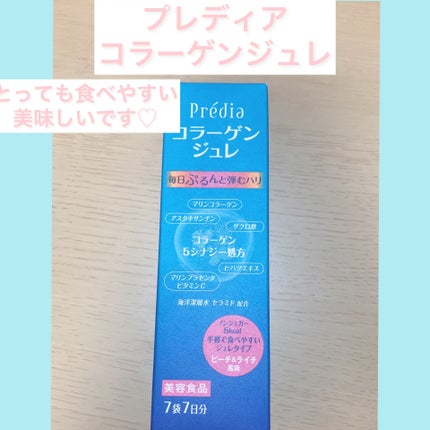 プレディア
コラーゲンジュレ
とっても食べやすい
美味しいです♡
Prédia
コラーゲン
ジュレ
毎日ぷるんと弾むハリ
マリンコラーゲン
アスタキサンチン
ザクロ酢
コラーゲン
5シナジー処方
ヒハツエキス
マリンプラセンタ
ビタミンC
海洋深層水 セラミド 配合
ノンシュガー
6kcal
手軽で食べやすい
ジュレタイプ
ピーチ&ライチ
風味
美容食品
7袋7日分